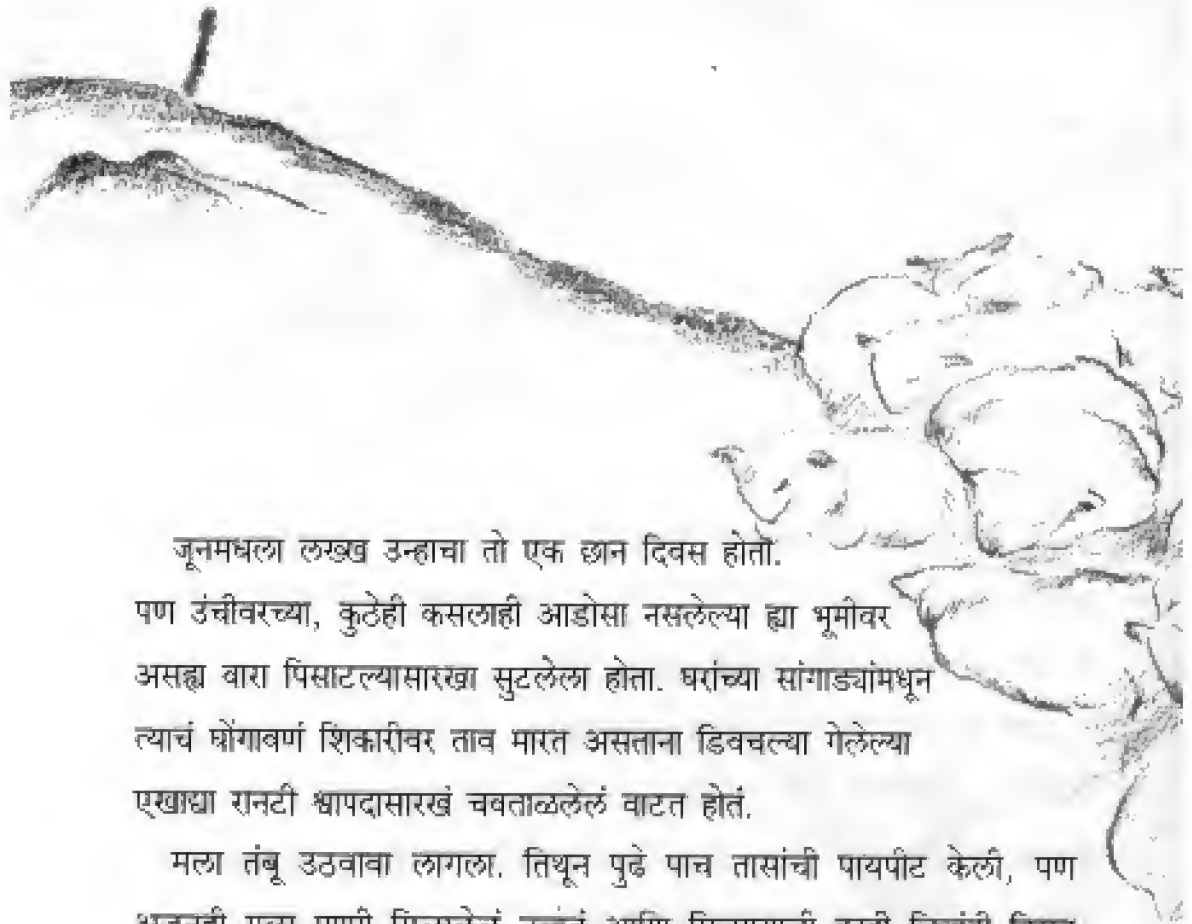 जूनमधला लख्ख उन्हाचा तो एक छान दिवस होता.
पण उंचीवरच्या, कुठेही कसलाही आडोसा नसलेल्या ह्या भूमीवर
असह्य वारा पिसाटल्यासारखा सुटलेला होता. घरांच्या सांगाड्यांमधून
त्याचं घोंगावणं शिकारीवर ताव मारत असताना डिवचल्या गेलेल्या
एखाद्या रानटी श्वापदासारखं चवताळलेलं वाटत होतं.
मला तंबू उठवावा लागला. तिथून पुढे पाच तासांची पायपीट केली, पण